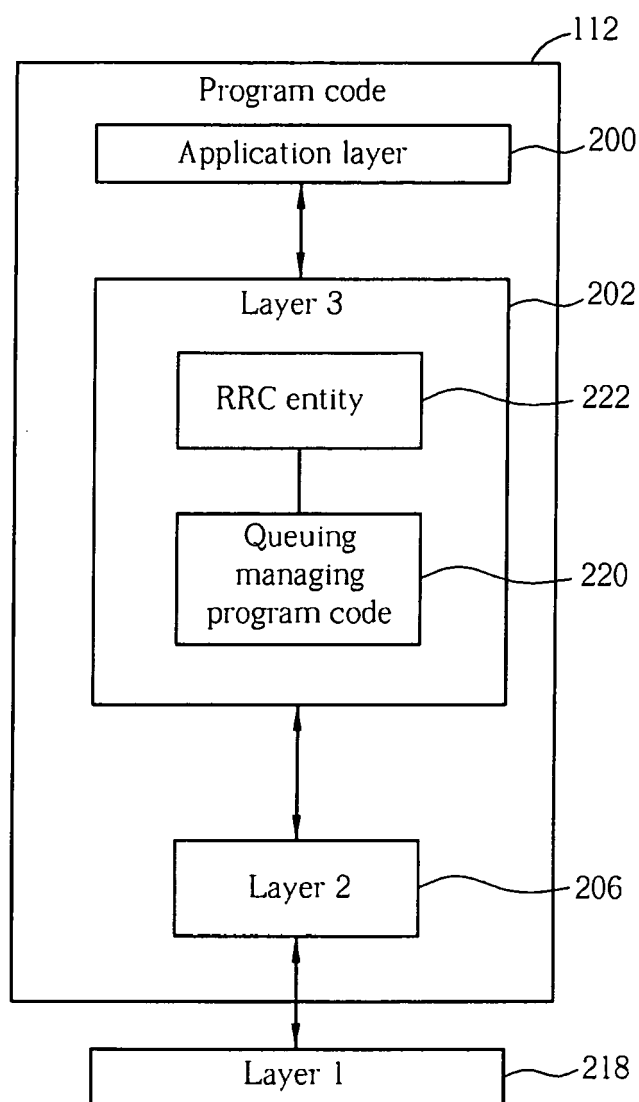 112
Program code
Application layer
200
Layer 3
202
RRC entity
222
Queuing
managing
program code
220
Layer 2
206
Layer 1
218